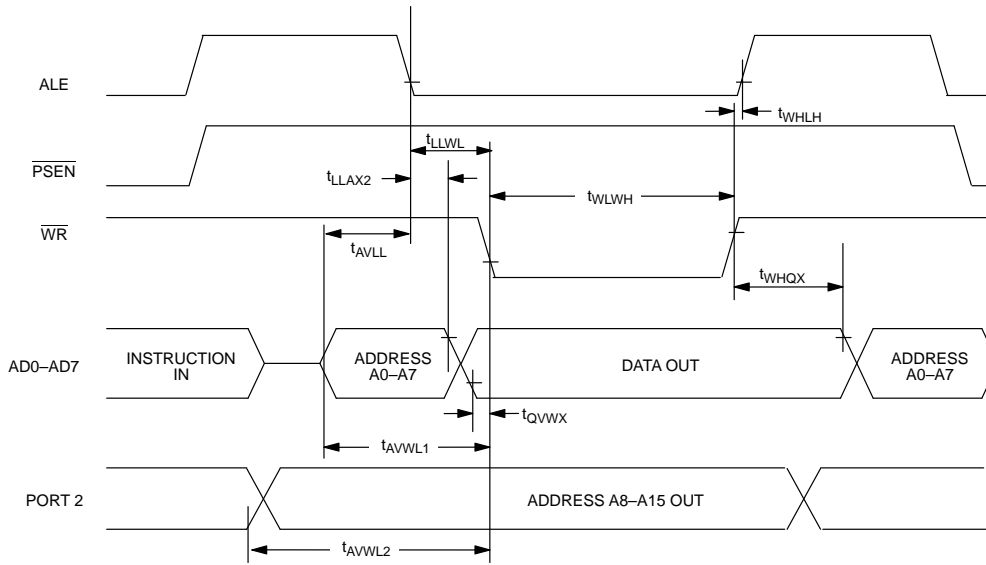 ALE
tWHLH
tLLWL
PSEN
tLLAX2
tWLWH
WR
tAVLL
tWHQX
AD0–AD7
INSTRUCTION
IN
ADDRESS
A0–A7
DATA OUT
ADDRESS
A0–A7
tQVWX
tAVWL1
PORT 2
ADDRESS A8–A15 OUT
tAVWL2